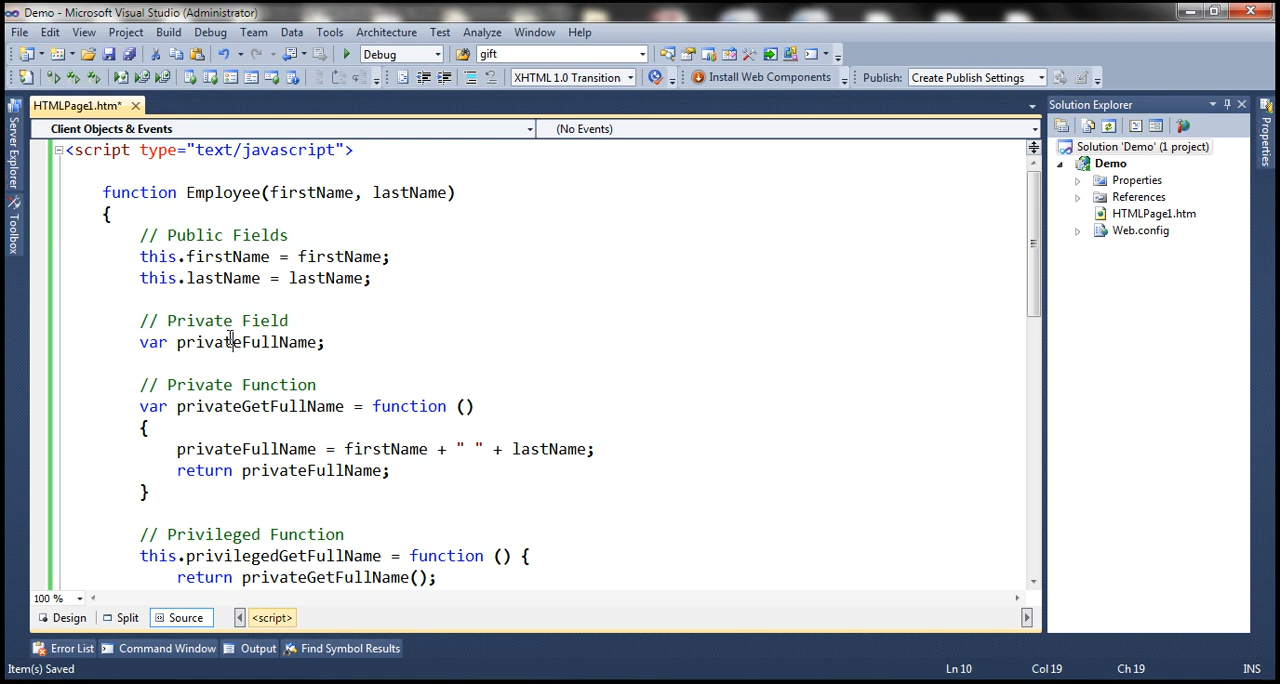 Demo - Microsoft Visual Studio (Administrator)
File Edit View Project Build Debug Team Data Tools Architecture Test Analyze Window Help
Debug gift
XHTML 1.0 Transition Install Web Components Publish: Create Publish Settings
Server Explorer
Toolbox
HTMLPage1.htm*
Client Objects & Events (No Events)
<script type="text/javascript">
function Employee(firstName, lastName)
{
// Public Fields
this.firstName = firstName;
this.lastName = lastName;
// Private Field
var privateFullName;
// Private Function
var privateGetFullName = function ()
{
privateFullName = firstName + " " + lastName;
return privateFullName;
}
// Privileged Function
this.privilegedGetFullName = function () {
return privateGetFullName();
100 %
Design Split Source <script>
Solution Explorer
Solution 'Demo' (1 project)
Demo
Properties
References
HTMLPage1.htm
Web.config
Properties
Error List Command Window Output Find Symbol Results
Item(s) Saved Ln 10 Col 19 Ch 19 INS